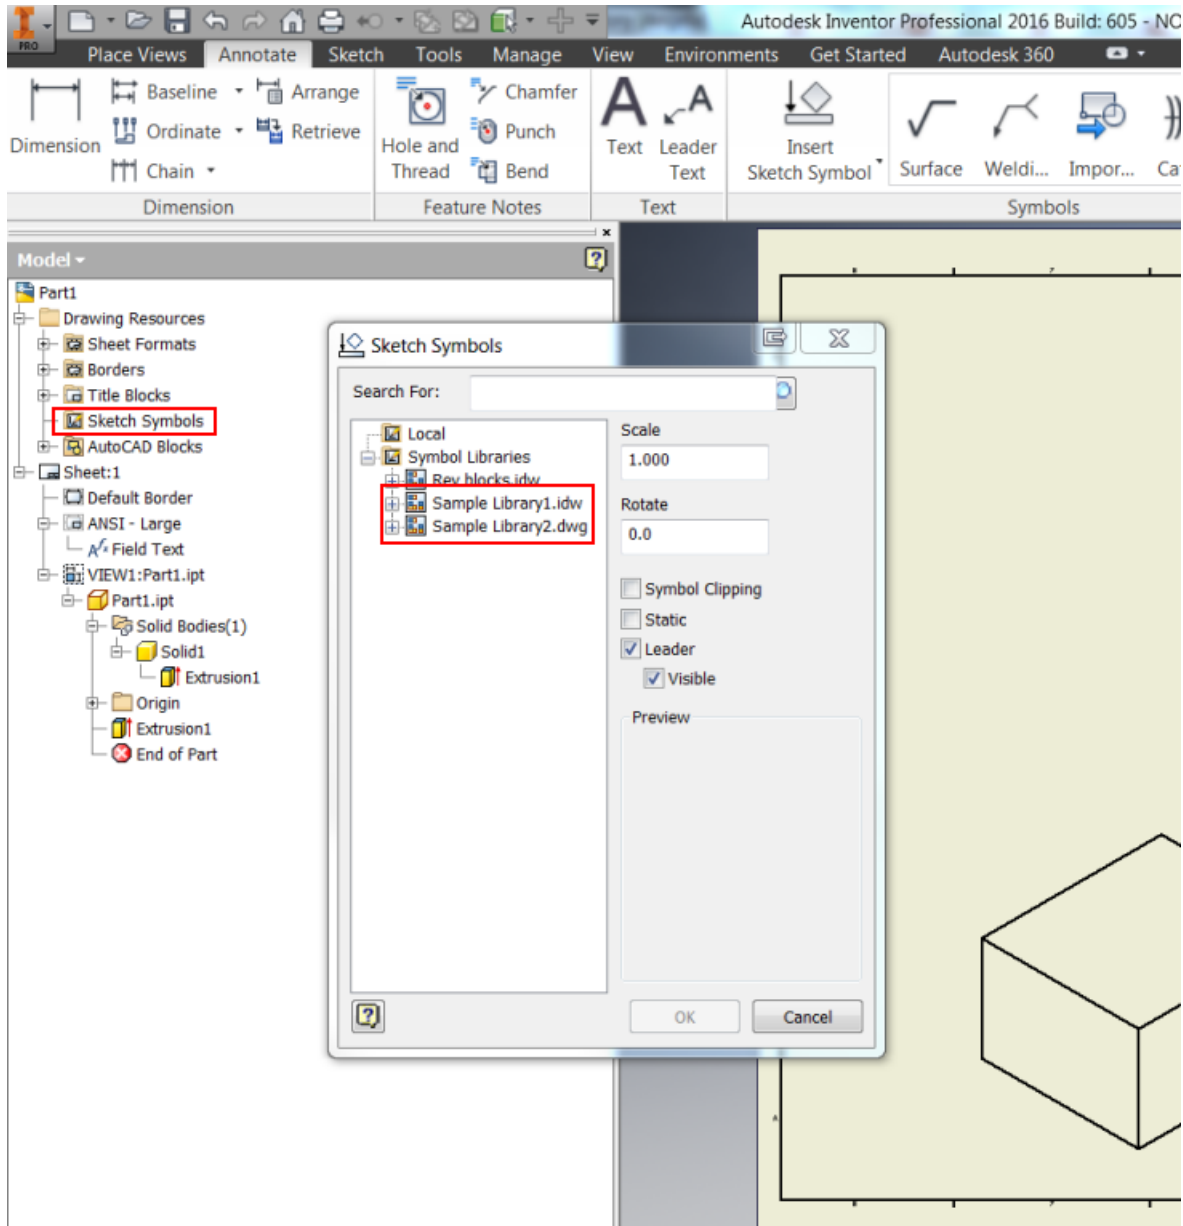 Autodesk Inventor Professional 2016 Build: 605 - NO
PRO
Place Views Annotate Sketch Tools Manage View Environments Get Started Autodesk 360
Dimension
Baseline
Arrange
Ordinate
Retrieve
Chain
Hole and
Thread
Chamfer
Punch
Bend
Text
Leader
Text
Insert
Sketch Symbol
Surface
Weldi...
Impor...
Ca
Dimension Feature Notes Text Symbols
Model
Part1
Drawing Resources
Sheet Formats
Borders
Title Blocks
Sketch Symbols
AutoCAD Blocks
Sheet:1
Default Border
ANSI - Large
Field Text
VIEW1:Part1.ipt
Part1.ipt
Solid Bodies(1)
Solid1
Extrusion1
Origin
Extrusion1
End of Part
Sketch Symbols
Search For:
Local
Symbol Libraries
Rev blocks.idw
Sample Library1.idw
Sample Library2.dwg
Scale
1.000
Rotate
0.0
Symbol Clipping
Static
Leader
Visible
Preview
OK
Cancel